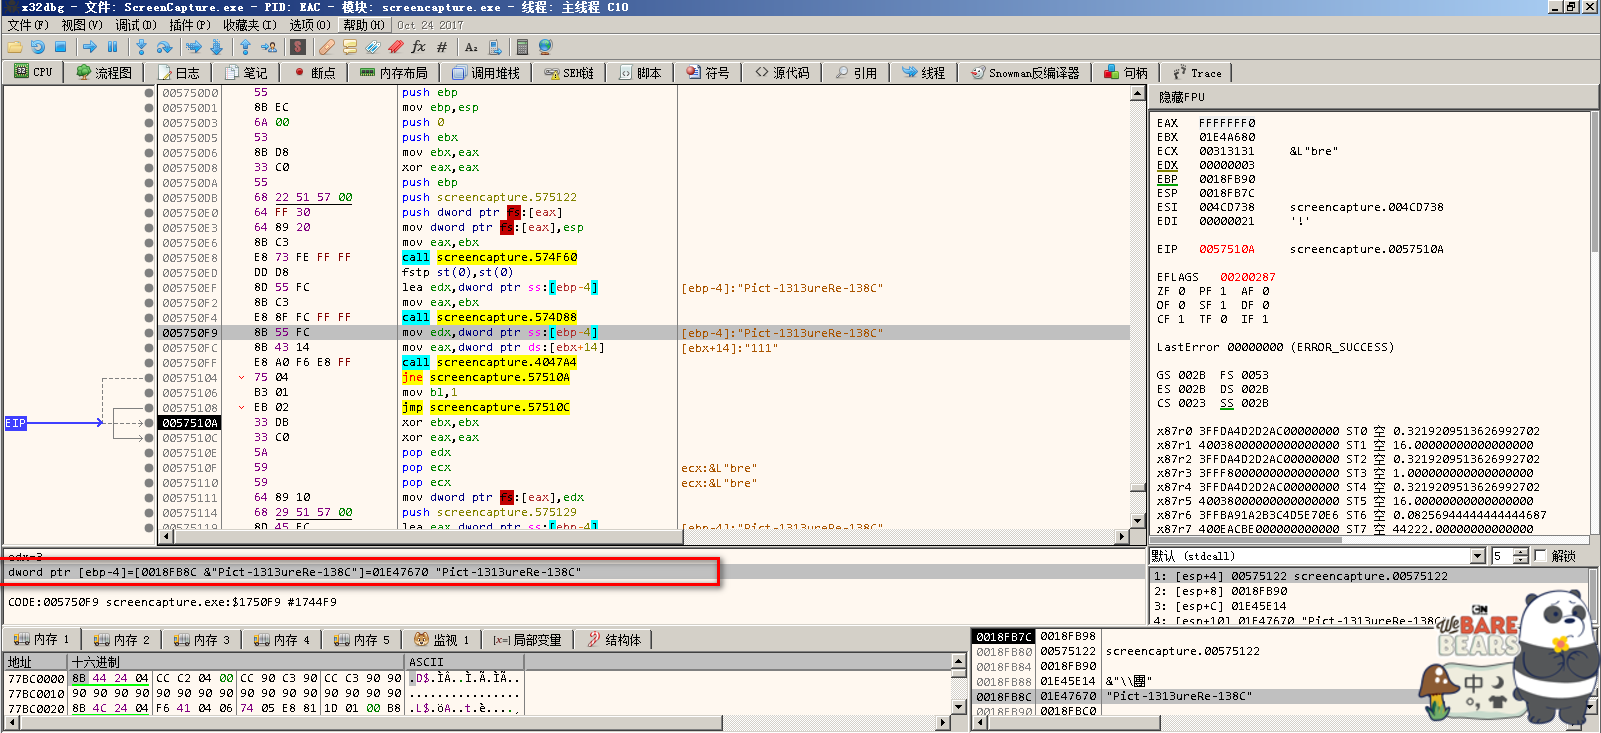 x32dbg - 文件: ScreenCapture.exe - PID: EAC - 模块: screencapture.exe - 线程: 主线程 C10
文件(F) 视图(V) 调试(D) 插件(P) 收藏夹(I) 选项(O) 帮助(H) Oct 24 2017
CPU 流程图 日志 笔记 断点 内存布局 调用堆栈 SEH链 脚本 符号 源代码 引用 线程 Snowman反编译器 句柄 Trace
005750D0 55 push ebp
005750D1 8B EC mov ebp,esp
005750D3 6A 00 push 0
005750D5 53 push ebx
005750D6 8B D8 mov ebx,eax
005750D8 33 C0 xor eax,eax
005750DA 55 push ebp
005750DB 68 22 51 57 00 push screencapture.575122
005750E0 64 FF 30 push dword ptr fs:[eax]
005750E3 64 89 20 mov dword ptr fs:[eax],esp
005750E6 8B C3 mov eax,ebx
005750E8 E8 73 FE FF FF call screencapture.574F60
005750ED DD D8 fstp st(0),st(0)
005750EF 8D 55 FC lea edx,dword ptr ss:[ebp-4] [ebp-4]:"Pict-1313ureRe-138C"
005750F2 8B C3 mov eax,ebx
005750F4 E8 8F FC FF FF call screencapture.574D88
005750F9 8B 55 FC mov edx,dword ptr ss:[ebp-4] [ebp-4]:"Pict-1313ureRe-138C"
005750FC 8B 43 14 mov eax,dword ptr ds:[ebx+14] [ebx+14]:"111"
005750FF E8 A0 F6 E8 FF call screencapture.4047A4
00575104 75 04 jne screencapture.57510A
00575106 B3 01 mov bl,1
00575108 EB 02 jmp screencapture.57510C
EIP 0057510A 33 DB xor ebx,ebx
0057510C 33 C0 xor eax,eax
0057510E 5A pop edx
0057510F 59 pop ecx ecx:&L"bre"
00575110 59 pop ecx ecx:&L"bre"
00575111 64 89 10 mov dword ptr fs:[eax],edx
00575114 68 29 51 57 00 push screencapture.575129
00575119 8D 45 FC lea eax,dword ptr ss:[ebp-4] [ebp-4]:"Pict-1313ureRe-138C"
隐藏FPU
EAX FFFFFFF0
EBX 01E4A680
ECX 00313131 &L"bre"
EDX 00000003
EBP 0018FB90
ESP 0018FB7C
ESI 004CD738 screencapture.004CD738
EDI 00000021 '!'
EIP 0057510A screencapture.0057510A
EFLAGS 00200287
ZF 0 PF 1 AF 0
OF 0 SF 1 DF 0
CF 1 TF 0 IF 1
LastError 00000000 (ERROR_SUCCESS)
GS 002B FS 0053
ES 002B DS 002B
CS 0023 SS 002B
x87r0 3FFDA4D2D2AC00000000 ST0 空 0.3219209513626992702
x87r1 40038000000000000000 ST1 空 16.00000000000000000
x87r2 3FFDA4D2D2AC00000000 ST2 空 0.3219209513626992702
x87r3 3FFF8000000000000000 ST3 空 1.000000000000000000
x87r4 3FFDA4D2D2AC00000000 ST4 空 0.3219209513626992702
x87r5 40038000000000000000 ST5 空 16.00000000000000000
x87r6 3FFBA91A2B3C4D5E70E6 ST6 空 0.08256944444444444687
x87r7 400EACBE000000000000 ST7 空 44222.00000000000000
edx=3
dword ptr [ebp-4]=[0018FB8C &"Pict-1313ureRe-138C"]=01E47670 "Pict-1313ureRe-138C"
CODE:005750F9 screencapture.exe:$1750F9 #1744F9
默认 (stdcall) 5 解锁
1: [esp+4] 00575122 screencapture.00575122
2: [esp+8] 0018FB90
3: [esp+C] 01E45E14
4: [esp+10] 01E47670 "Pict-1313ureRe-138C"
内存 1 内存 2 内存 3 内存 4 内存 5 监视 1 [x=] 局部变量 结构体
地址 十六进制 ASCII
77BC0000 8B 44 24 04 CC C2 04 00 CC 90 C3 90 CC C3 90 90 .D$.ÌÂ..Ì.Ã.ÌÃ..
77BC0010 90 90 90 90 90 90 90 90 90 90 90 90 90 90 90 90 ................
77BC0020 8B 4C 24 04 F6 41 04 06 74 05 E8 81 1D 01 00 B8 .L$.öA..t.è....¸
0018FB7C 0018FB98
0018FB80 00575122 screencapture.00575122
0018FB84 0018FB90
0018FB88 01E45E14
0018FB8C 01E47670 "Pict-1313ureRe-138C"
0018FB90 0018FBC0
CN
We BARE BEARS
中